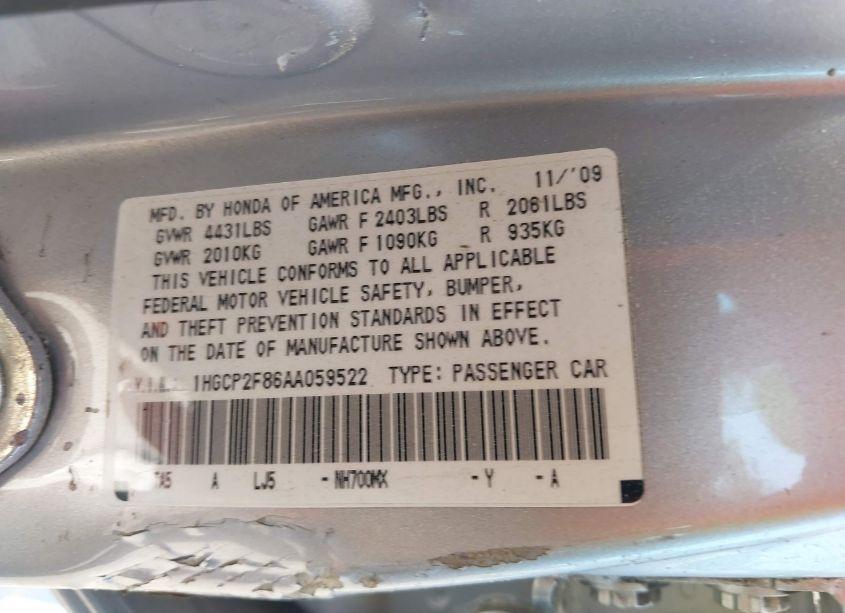 MFD. BY HONDA OF AMERICA MFG., INC. 11/'09
GVWR 4431LBS GAWR F 2403LBS R 2061LBS
GVWR 2010KG GAWR F 1090KG R 935KG
THIS VEHICLE CONFORMS TO ALL APPLICABLE
FEDERAL MOTOR VEHICLE SAFETY, BUMPER,
AND THEFT PREVENTION STANDARDS IN EFFECT
ON THE DATE OF MANUFACTURE SHOWN ABOVE.
V.I.N.: 1HGCP2F86AA059522 TYPE: PASSENGER CAR
A LJ5 -NH700MX -Y -A